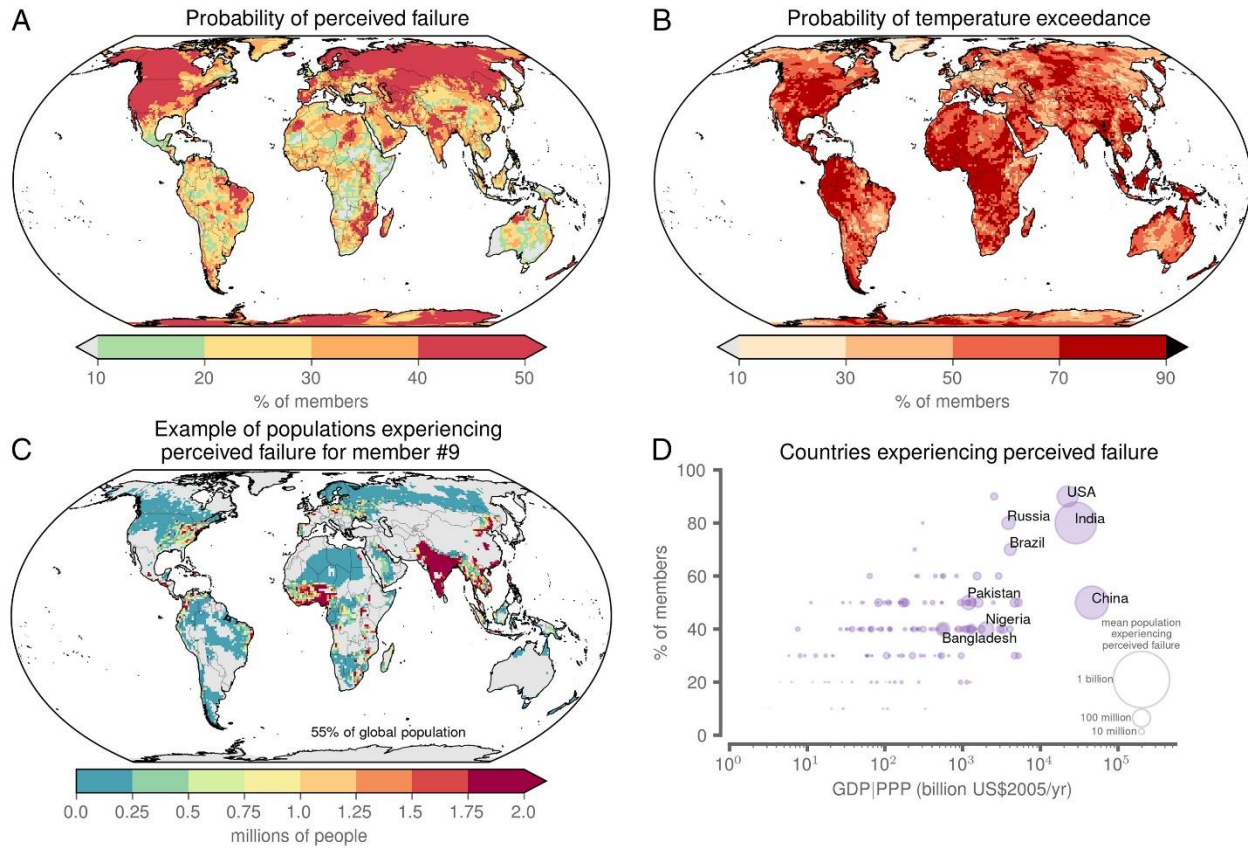 A
Probability of perceived failure
10 20 30 40 50
% of members
B
Probability of temperature exceedance
10 30 50 70 90
% of members
C
Example of populations experiencing
perceived failure for member #9
55% of global population
0.0 0.25 0.5 0.75 1.0 1.25 1.5 1.75 2.0
millions of people
D
Countries experiencing perceived failure
100
80
60
40
20
0
% of members
USA
Russia
India
Brazil
Pakistan
China
Nigeria
Bangladesh
mean population
experiencing
perceived failure
1 billion
100 million
10 million
10⁰ 10¹ 10² 10³ 10⁴ 10⁵
GDP|PPP (billion US$2005/yr)